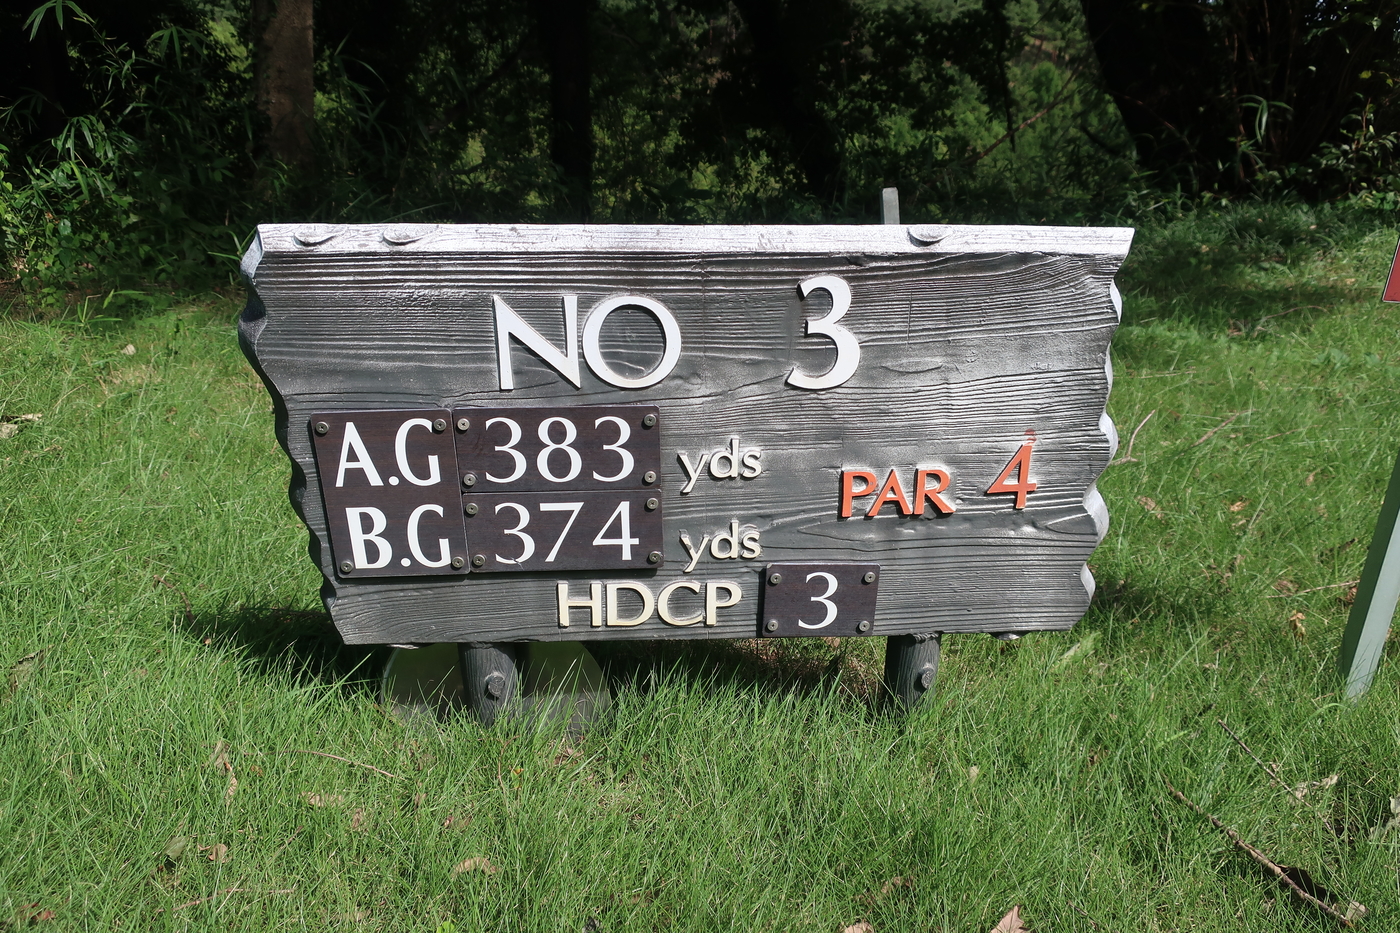 NO 3
A.G 383 yds
B.G 374 yds
PAR 4
HDCP 3